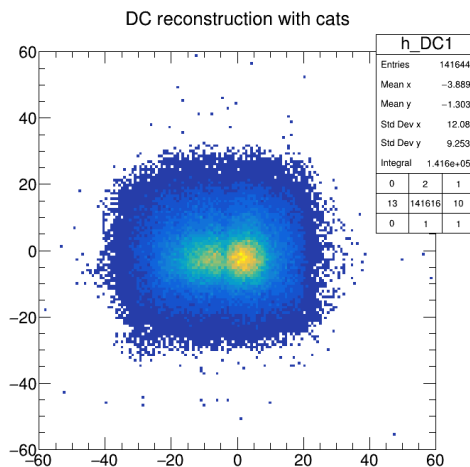 DC reconstruction with cats
h_DC1
Entries 141644
Mean x −3.889
Mean y −1.303
Std Dev x 12.08
Std Dev y 9.253
Integral 1.416e+05
0 2 1
13 141616 10
0 1 1
60
40
20
0
−20
−40
−60
−60 −40 −20 0 20 40 60